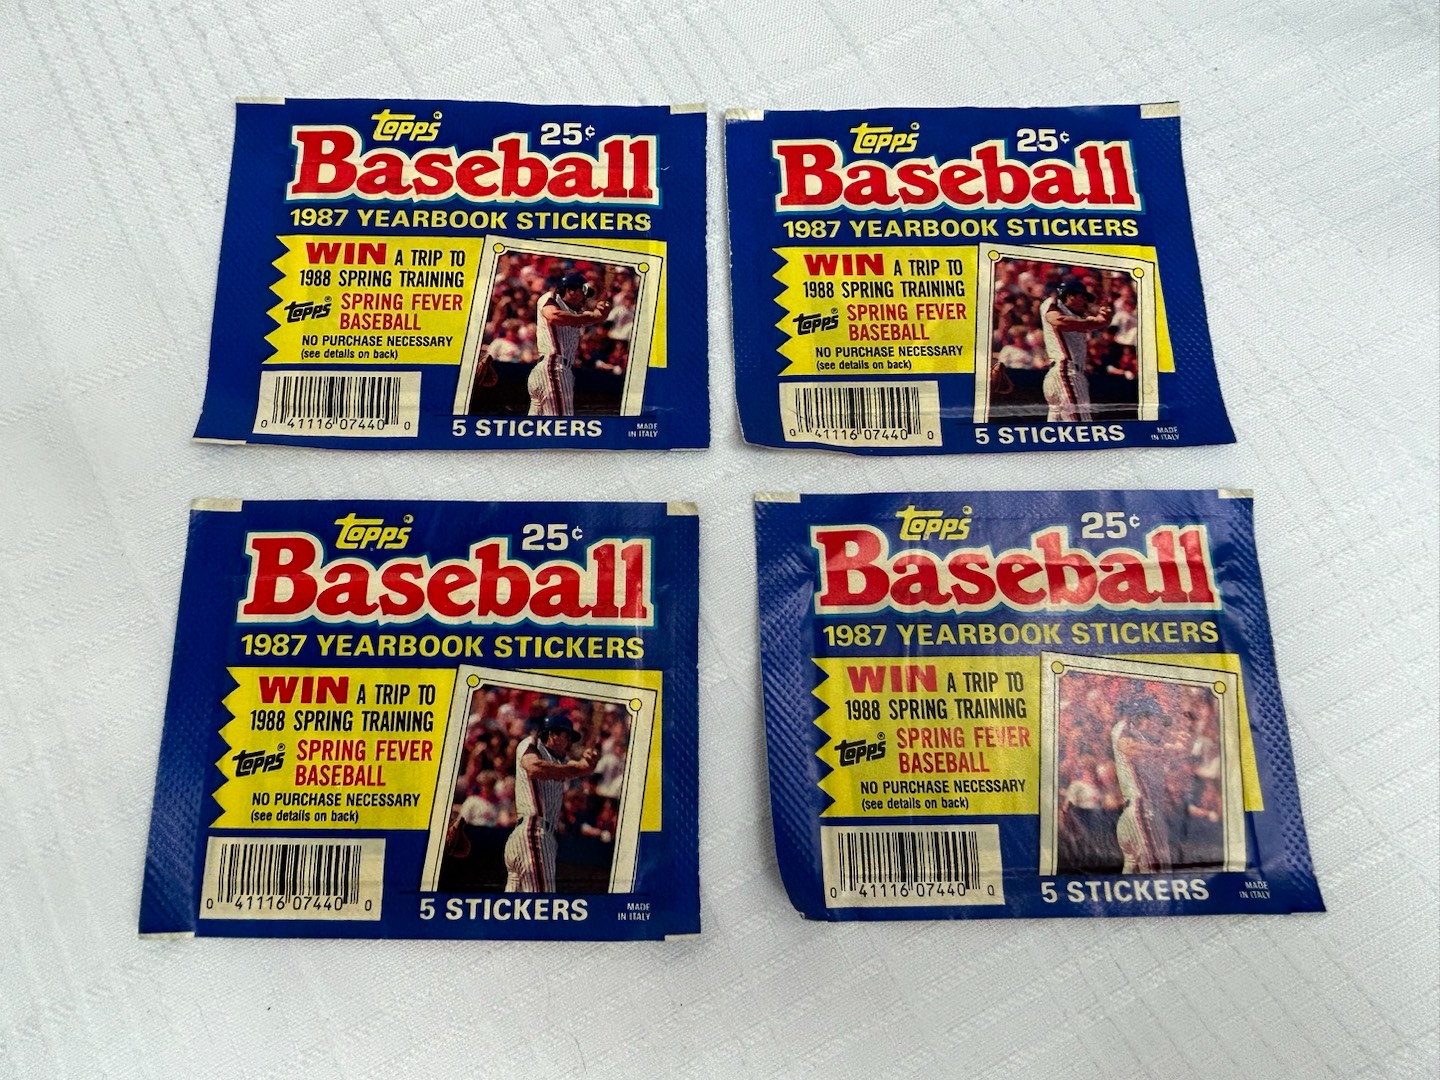 Topps 25¢
Baseball
1987 YEARBOOK STICKERS
WIN A TRIP TO
1988 SPRING TRAINING
Topps® SPRING FEVER
BASEBALL
NO PURCHASE NECESSARY
(see details on back)
0 41116 07440 0
5 STICKERS
MADE
IN ITALY
Topps 25¢
Baseball
1987 YEARBOOK STICKERS
WIN A TRIP TO
1988 SPRING TRAINING
Topps® SPRING FEVER
BASEBALL
NO PURCHASE NECESSARY
(see details on back)
0 41116 07440 0
5 STICKERS
MADE
IN ITALY
Topps 25¢
Baseball
1987 YEARBOOK STICKERS
WIN A TRIP TO
1988 SPRING TRAINING
Topps® SPRING FEVER
BASEBALL
NO PURCHASE NECESSARY
(see details on back)
0 41116 07440 0
5 STICKERS
MADE
IN ITALY
Topps 25¢
Baseball
1987 YEARBOOK STICKERS
WIN A TRIP TO
1988 SPRING TRAINING
Topps® SPRING FEVER
BASEBALL
NO PURCHASE NECESSARY
(see details on back)
0 41116 07440 0
5 STICKERS
MADE
IN ITALY